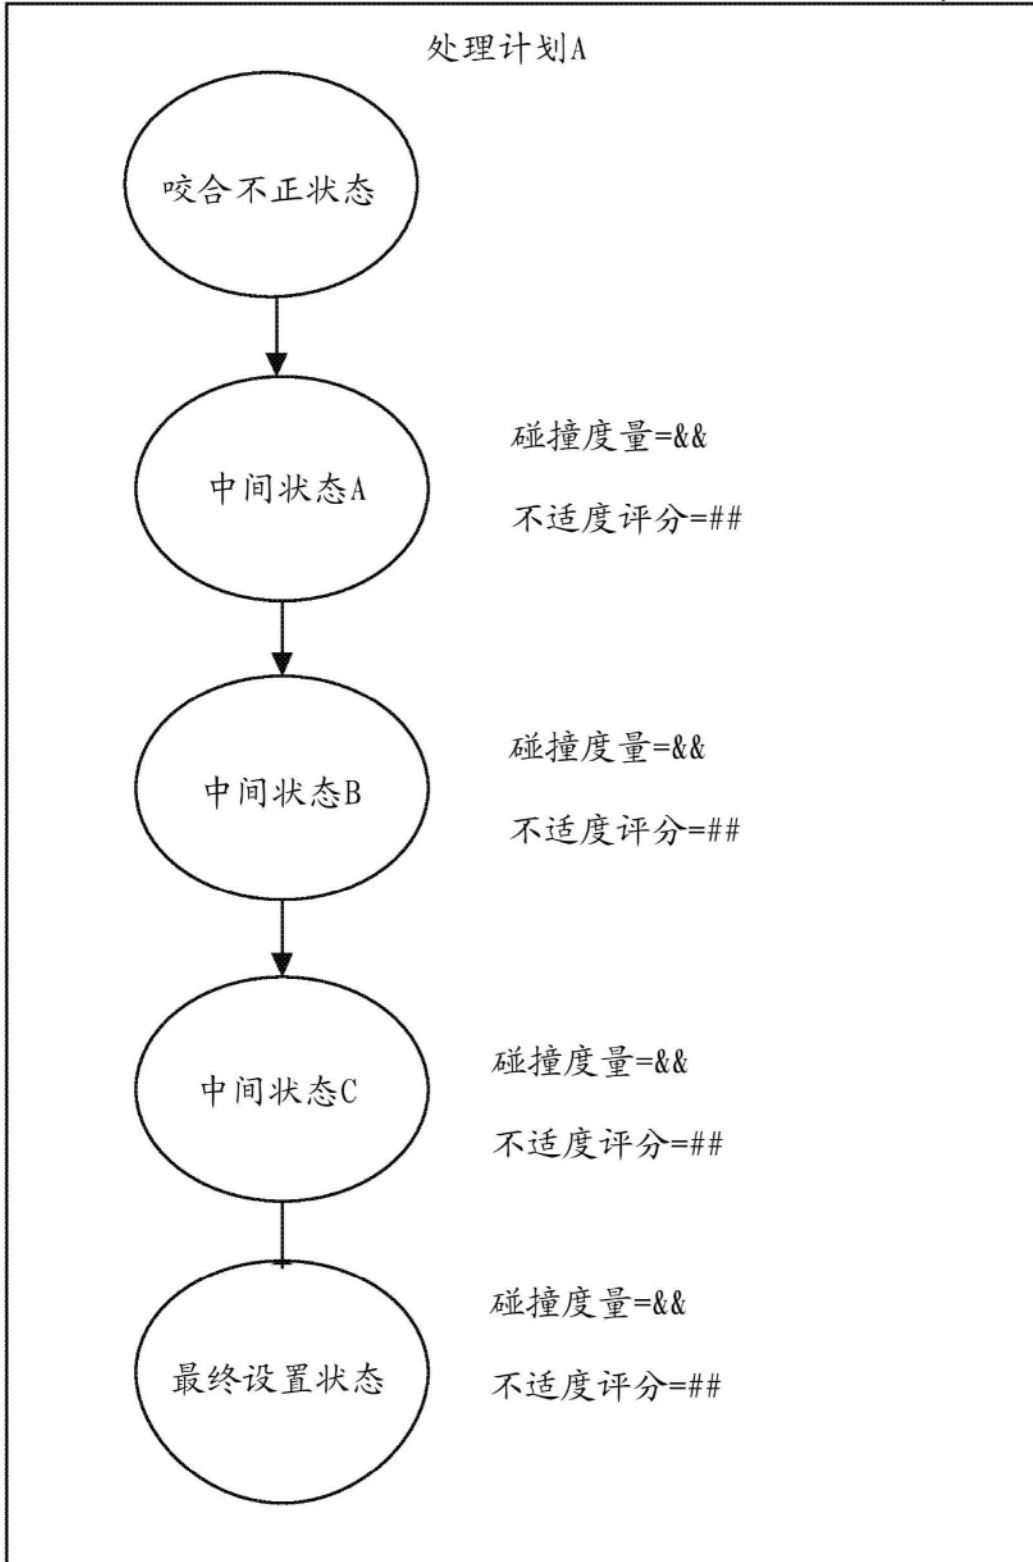 处理计划A
咬合不正状态
中间状态A
碰撞度量=&&
不适度评分=##
中间状态B
碰撞度量=&&
不适度评分=##
中间状态C
碰撞度量=&&
不适度评分=##
最终设置状态
碰撞度量=&&
不适度评分=##